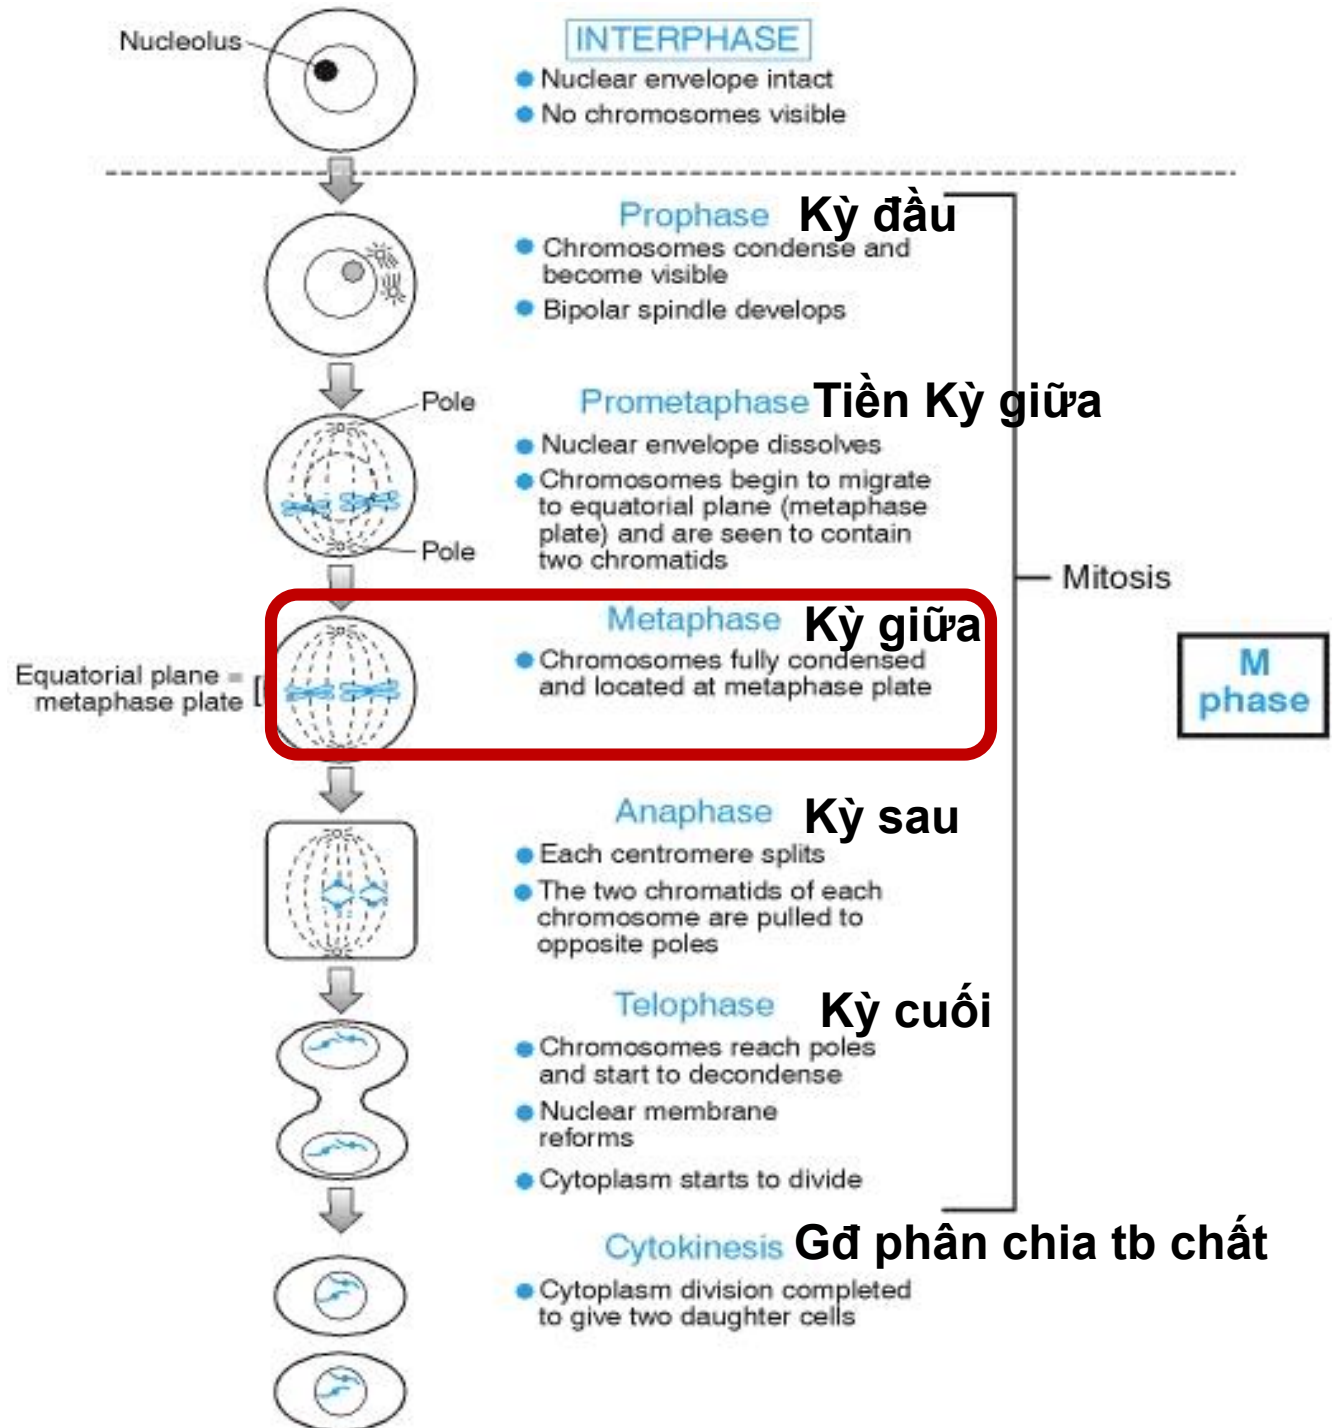 Nucleolus
INTERPHASE
Nuclear envelope intact
No chromosomes visible
Prophase Kỳ đầu
Chromosomes condense and
become visible
Bipolar spindle develops
Pole
Prometaphase Tiền Kỳ giữa
Nuclear envelope dissolves
Chromosomes begin to migrate
to equatorial plane (metaphase
plate) and are seen to contain
two chromatids
Pole
Mitosis
Metaphase Kỳ giữa
Chromosomes fully condensed
and located at metaphase plate
Equatorial plane =
metaphase plate
M
phase
Anaphase Kỳ sau
Each centromere splits
The two chromatids of each
chromosome are pulled to
opposite poles
Telophase Kỳ cuối
Chromosomes reach poles
and start to decondense
Nuclear membrane
reforms
Cytoplasm starts to divide
Cytokinesis Gđ phân chia tb chất
Cytoplasm division completed
to give two daughter cells